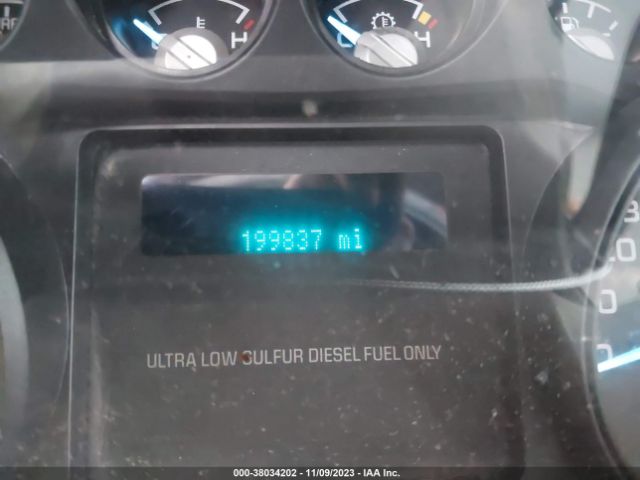 C H
C H
199837 mi
ULTRA LOW SULFUR DIESEL FUEL ONLY
000-38034202 - 11/09/2023 - IAA Inc.